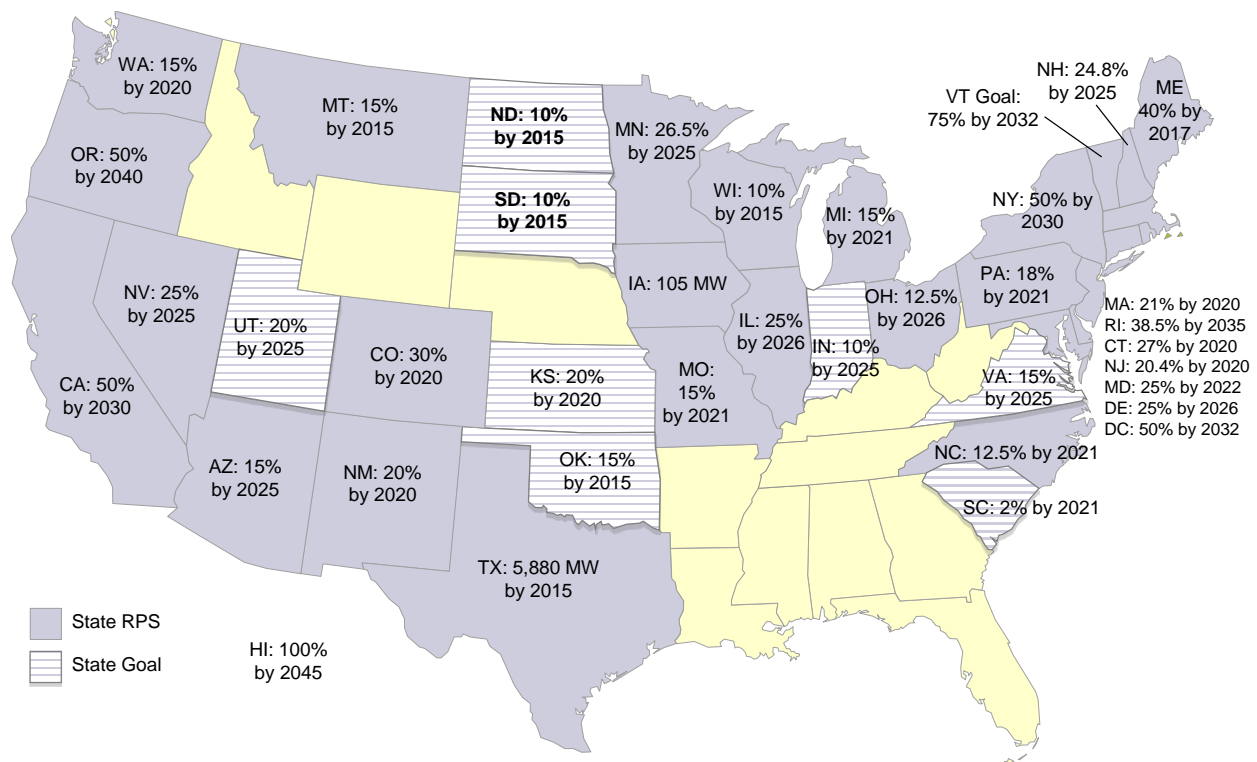 WA: 15%
by 2020
MT: 15%
by 2015
ND: 10%
by 2015
MN: 26.5%
by 2025
VT Goal:
75% by 2032
NH: 24.8%
by 2025
ME
40% by
2017
OR: 50%
by 2040
SD: 10%
by 2015
WI: 10%
by 2015
MI: 15%
by 2021
NY: 50% by
2030
NV: 25%
by 2025
UT: 20%
by 2025
CO: 30%
by 2020
IA: 105 MW
IL: 25%
by 2026
IN: 10%
by 2025
OH: 12.5%
by 2026
PA: 18%
by 2021
MA: 21% by 2020
RI: 38.5% by 2035
CT: 27% by 2020
NJ: 20.4% by 2020
MD: 25% by 2022
DE: 25% by 2026
DC: 50% by 2032
CA: 50%
by 2030
KS: 20%
by 2020
MO:
15%
by 2021
VA: 15%
by 2025
AZ: 15%
by 2025
NM: 20%
by 2020
OK: 15%
by 2015
NC: 12.5% by 2021
SC: 2% by 2021
TX: 5,880 MW
by 2015
State RPS
State Goal
HI: 100%
by 2045